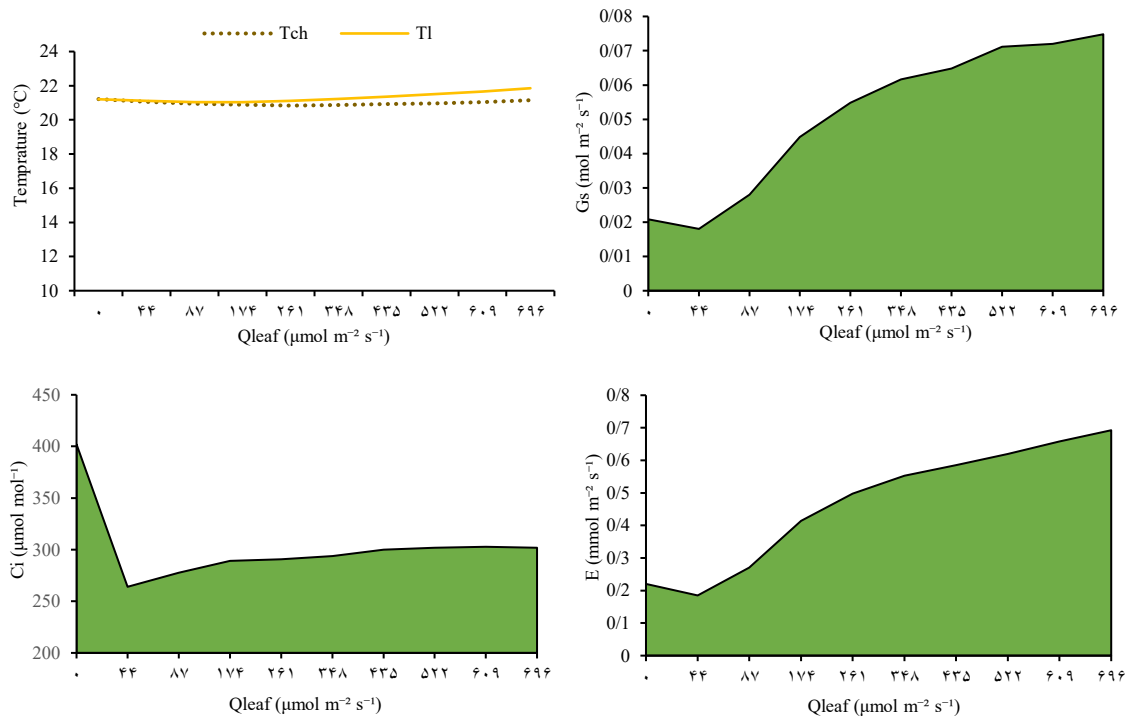 Tch Tl
24
22
20
18
16
14
12
10
Temprature (°C)
۰ ۴۴ ۸۷ ۱۷۴ ۲۶۱ ۳۴۸ ۴۳۵ ۵۲۲ ۶۰۹ ۶۹۶
Qleaf (µmol m⁻² s⁻¹)
0/08
0/07
0/06
0/05
0/04
0/03
0/02
0/01
0
Gs (mol m⁻² s⁻¹)
۰ ۴۴ ۸۷ ۱۷۴ ۲۶۱ ۳۴۸ ۴۳۵ ۵۲۲ ۶۰۹ ۶۹۶
Qleaf (µmol m⁻² s⁻¹)
450
400
350
300
250
200
Ci (µmol mol⁻¹)
۰ ۴۴ ۸۷ ۱۷۴ ۲۶۱ ۳۴۸ ۴۳۵ ۵۲۲ ۶۰۹ ۶۹۶
Qleaf (µmol m⁻² s⁻¹)
0/8
0/7
0/6
0/5
0/4
0/3
0/2
0/1
0
E (mmol m⁻² s⁻¹)
۰ ۴۴ ۸۷ ۱۷۴ ۲۶۱ ۳۴۸ ۴۳۵ ۵۲۲ ۶۰۹ ۶۹۶
Qleaf (µmol m⁻² s⁻¹)